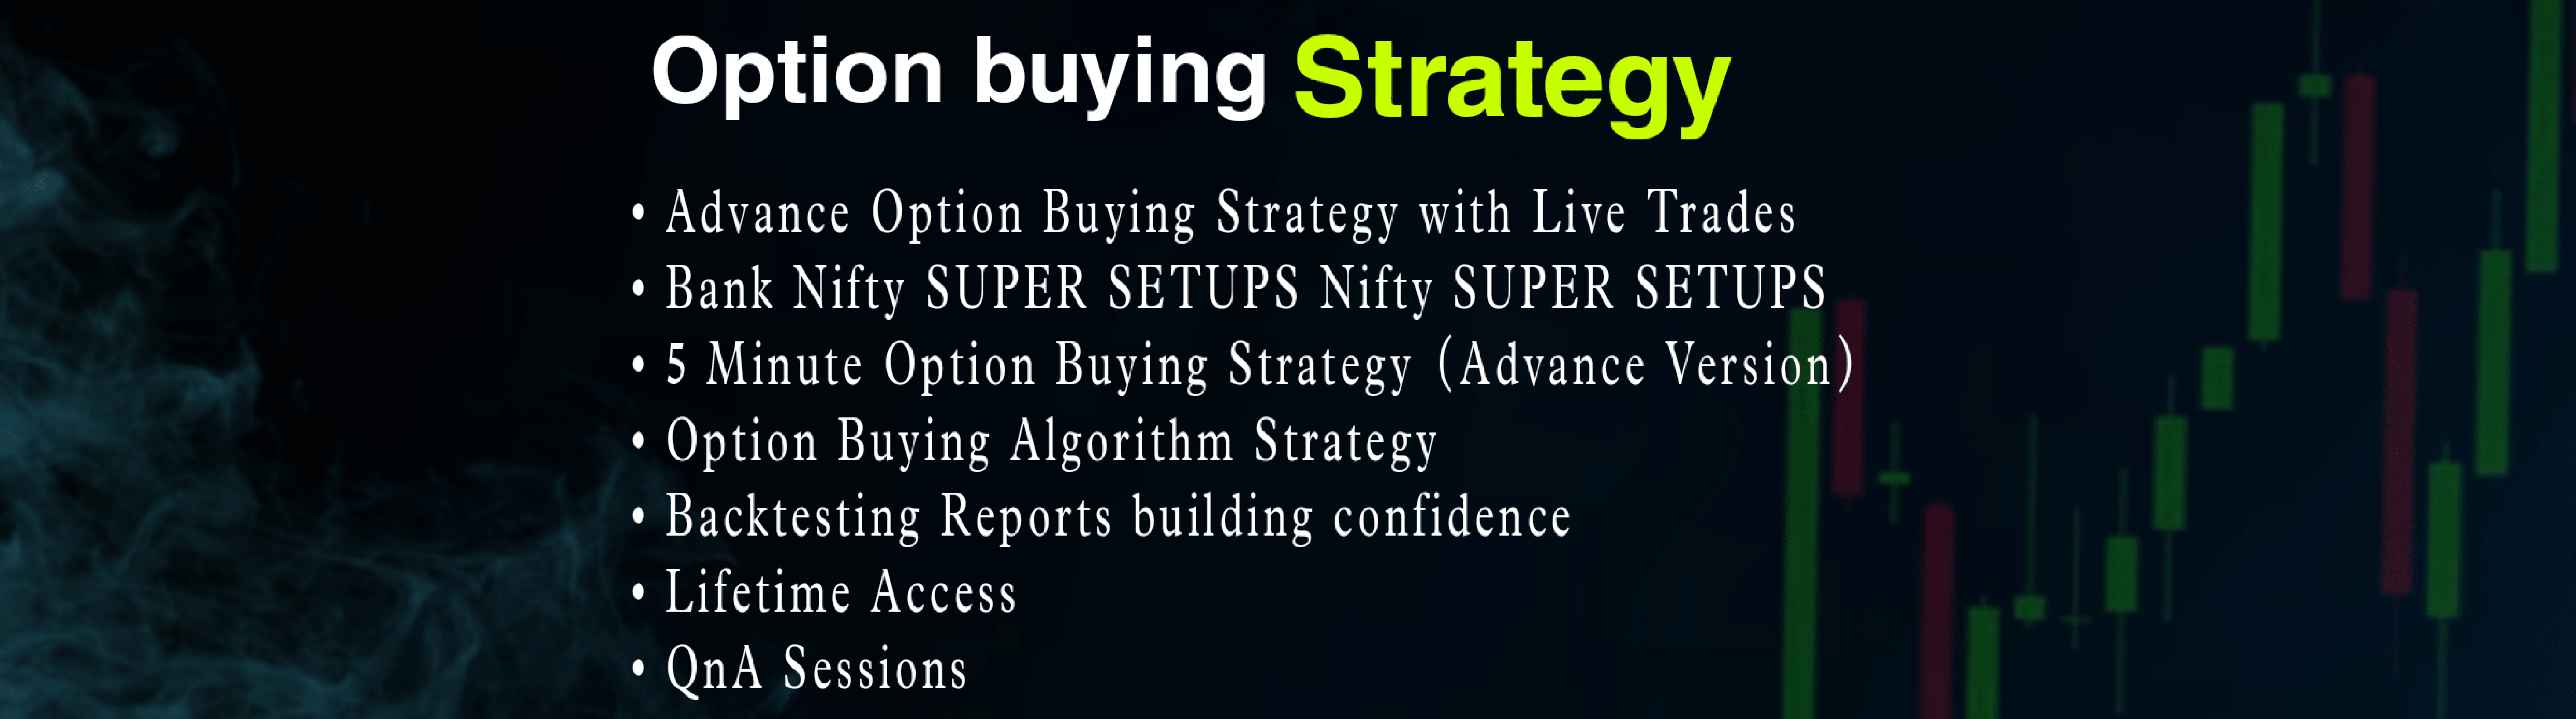 Option buying Strategy
• Advance Option Buying Strategy with Live Trades
• Bank Nifty SUPER SETUPS Nifty SUPER SETUPS
• 5 Minute Option Buying Strategy (Advance Version)
• Option Buying Algorithm Strategy
• Backtesting Reports building confidence
• Lifetime Access
• QnA Sessions